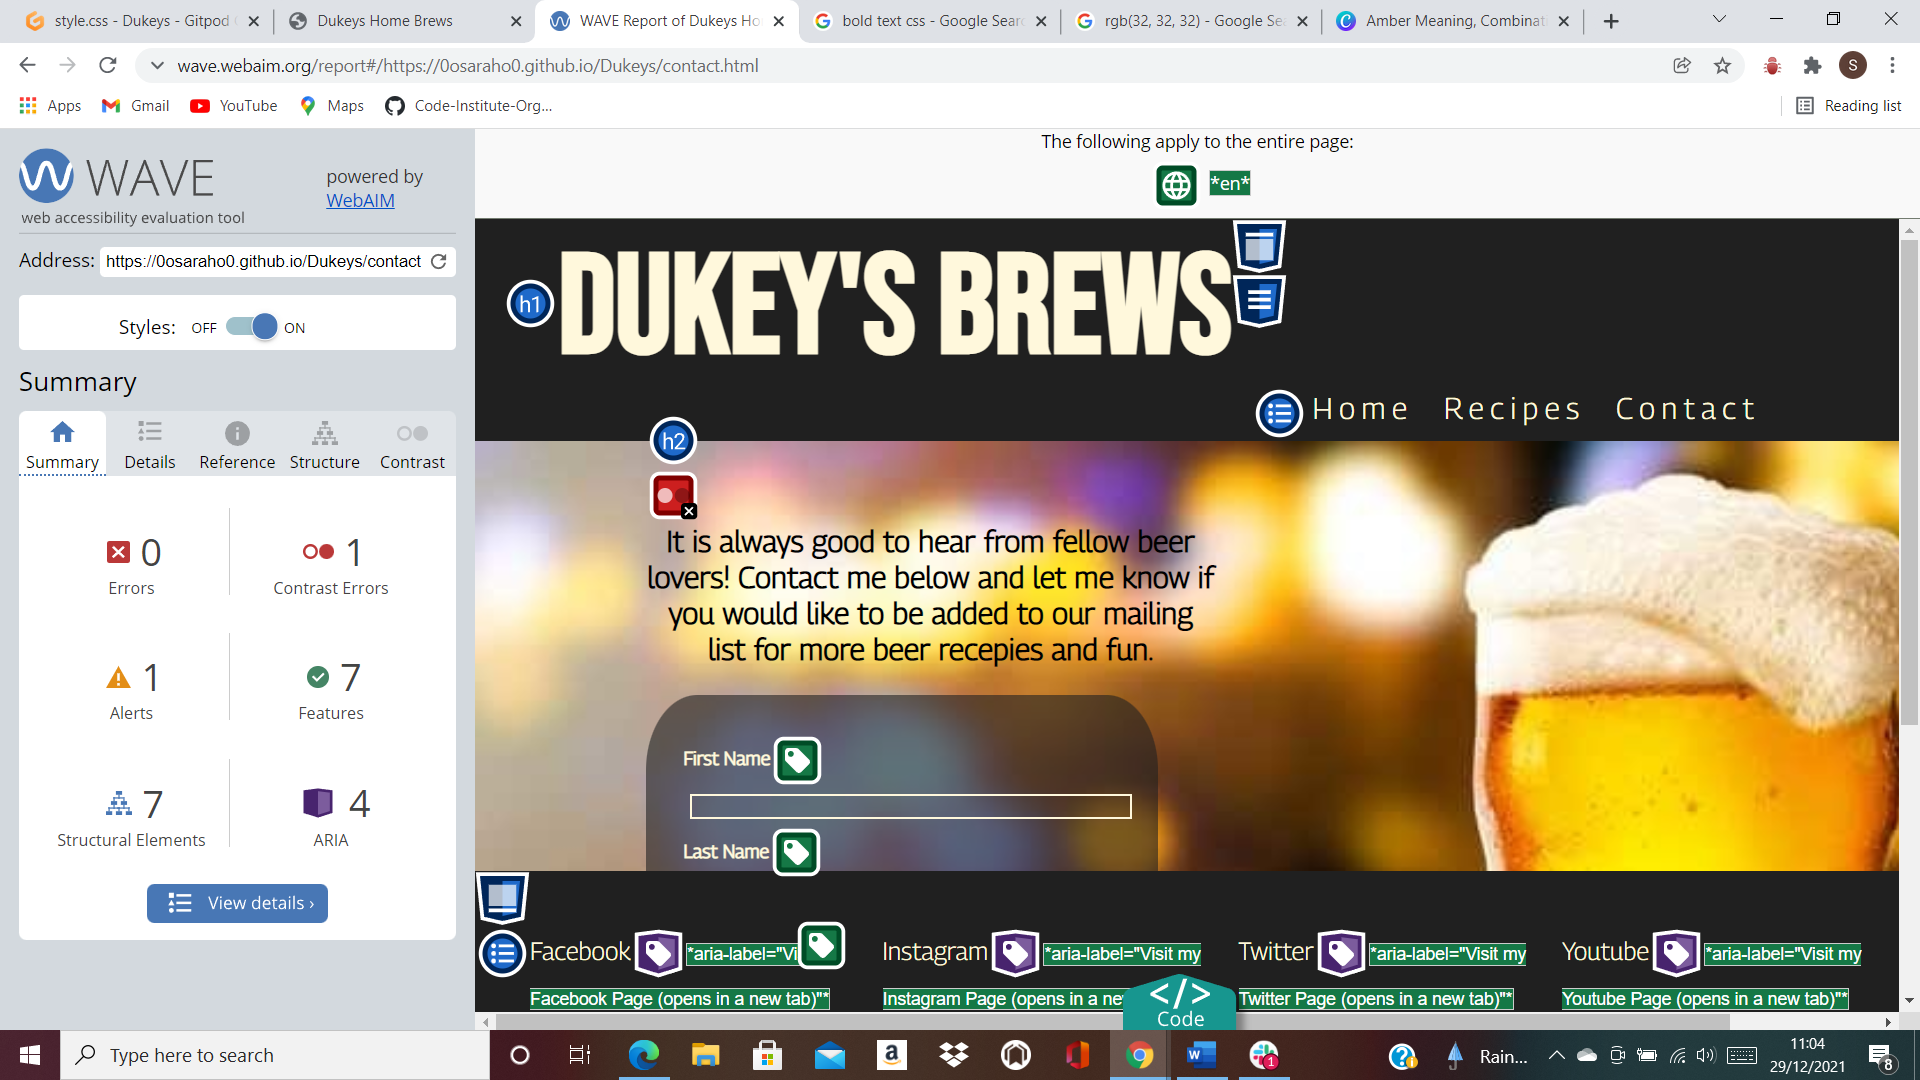 style.css - Dukeys - Gitpod
Dukeys Home Brews
WAVE Report of Dukeys Ho
bold text css - Google Sear
rgb(32, 32, 32) - Google Se
Amber Meaning, Combinat
wave.webaim.org/report#/https://0osaraho0.github.io/Dukeys/contact.html
S
Apps
Gmail
YouTube
Maps
Code-Institute-Org...
Reading list
WAVE
web accessibility evaluation tool
powered by
WebAIM
Address:
https://0osaraho0.github.io/Dukeys/contact
Styles: OFF ON
Summary
Summary Details Reference Structure Contrast
0
Errors
1
Contrast Errors
1
Alerts
7
Features
7
Structural Elements
4
ARIA
View details ›
The following apply to the entire page:
*en*
h1
DUKEY'S BREWS
Home Recipes Contact
h2
It is always good to hear from fellow beer
lovers! Contact me below and let me know if
you would like to be added to our mailing
list for more beer recepies and fun.
First Name
Last Name
Facebook *aria-label="Vi
Facebook Page (opens in a new tab)"*
Instagram *aria-label="Visit my
Instagram Page (opens in a ne
Twitter *aria-label="Visit my
Twitter Page (opens in a new tab)"*
Youtube *aria-label="Visit my
Youtube Page (opens in a new tab)"*
</>
Code
Type here to search
a
W
1
Rain...
11:04
29/12/2021
8